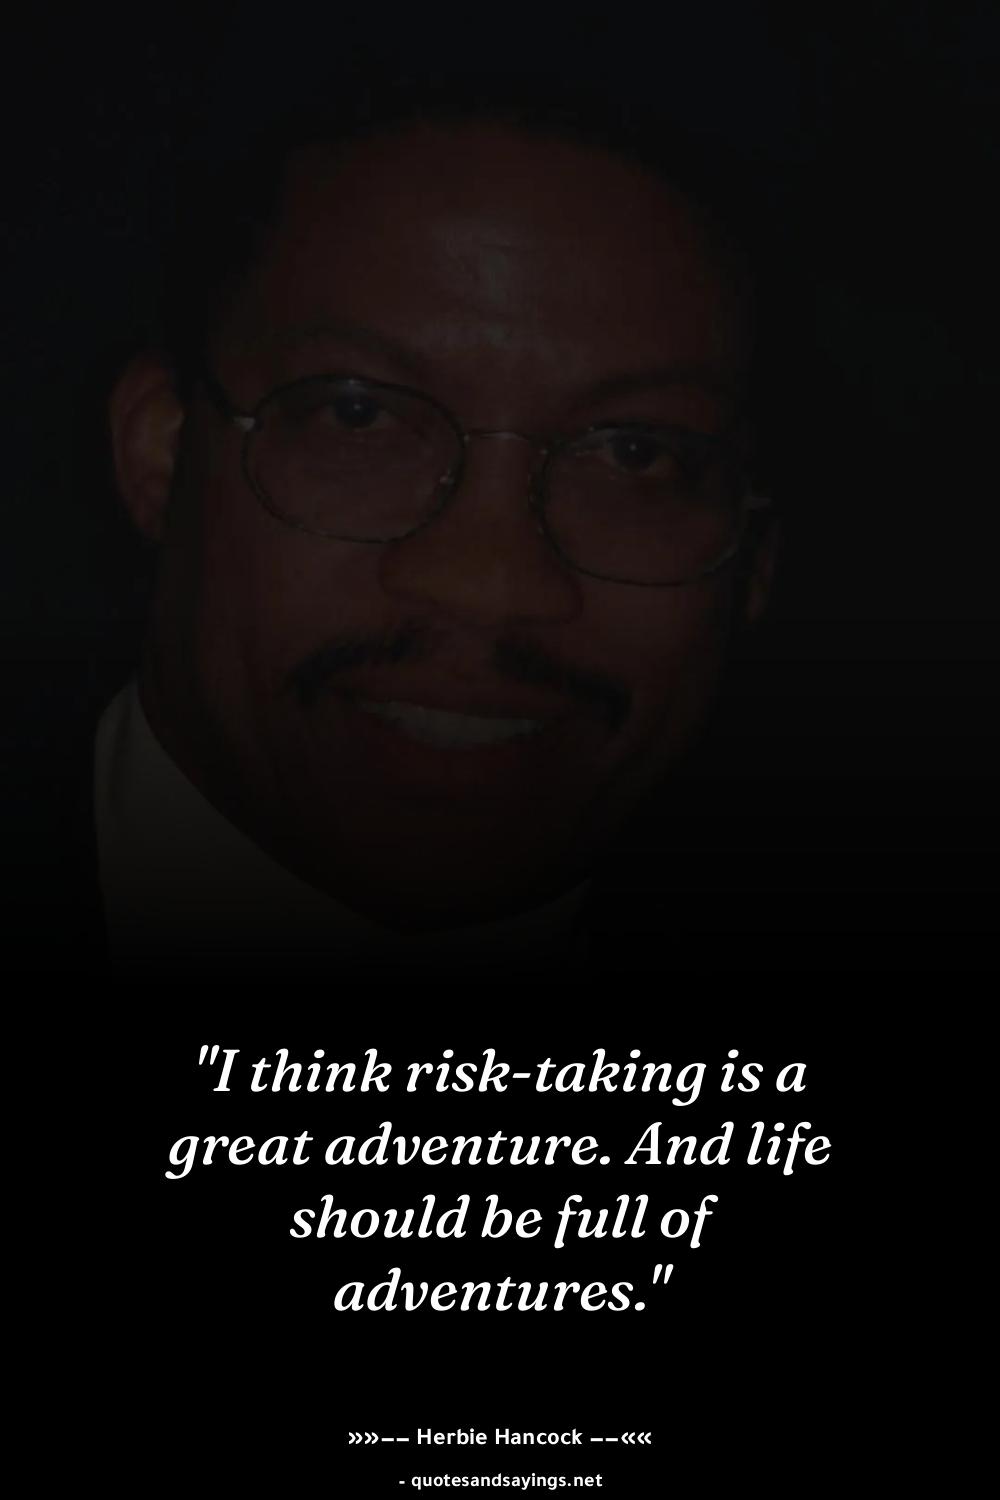 "I think risk-taking is a
great adventure. And life
should be full of
adventures."
»»–– Herbie Hancock ––««
- quotesandsayings.net